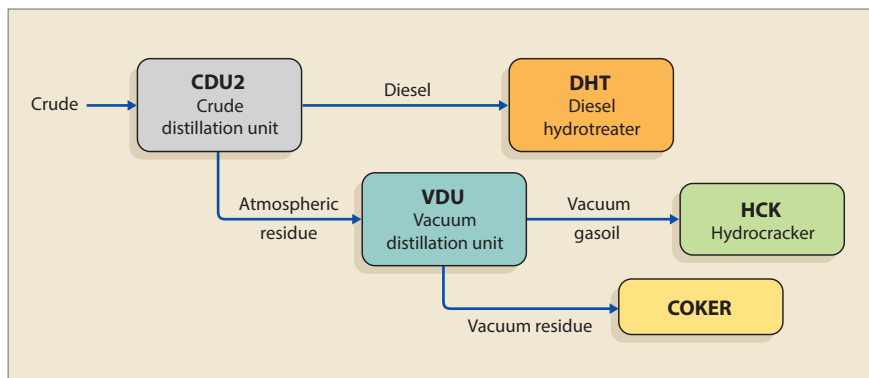 Crude
CDU2
Crude
distillation unit
Diesel
DHT
Diesel
hydrotreater
Atmospheric
residue
VDU
Vacuum
distillation unit
Vacuum
gasoil
HCK
Hydrocracker
Vacuum residue
COKER